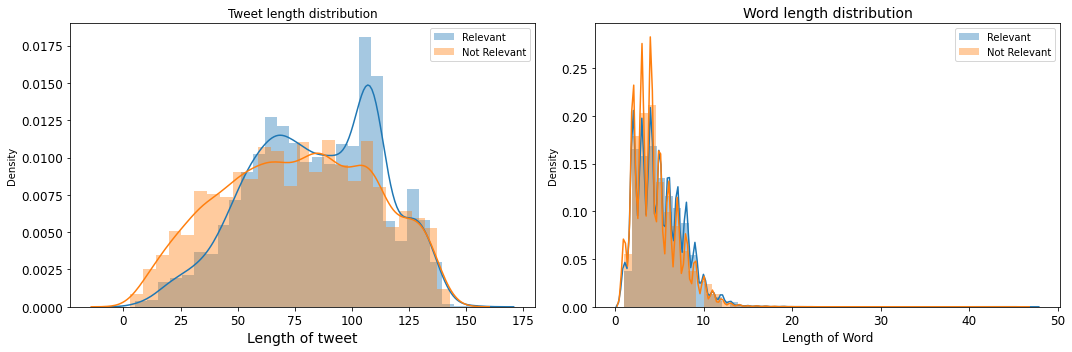 Tweet length distribution
Relevant
Not Relevant
0.0175
0.0150
0.0125
0.0100
0.0075
0.0050
0.0025
0.0000
Density
0
25
50
75
100
125
150
175
Length of tweet
Word length distribution
Relevant
Not Relevant
0.25
0.20
0.15
0.10
0.05
0.00
Density
0
10
20
30
40
50
Length of Word